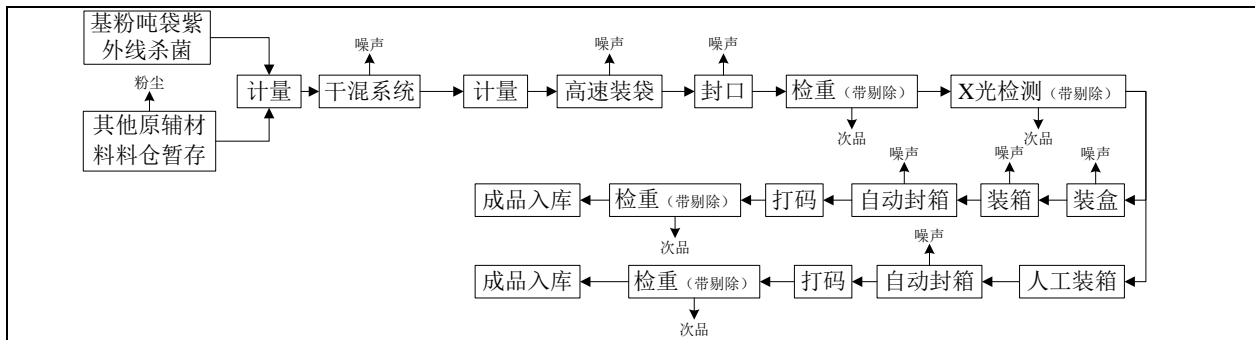 基粉吨袋紫
外线杀菌
粉尘
其他原辅材
料料仓暂存
计量
噪声
干混系统
计量
噪声
高速装袋
噪声
封口
检重（带剔除）
次品
X光检测（带剔除）
次品
噪声
装盒
噪声
装箱
噪声
自动封箱
打码
检重（带剔除）
次品
成品入库
人工装箱
噪声
自动封箱
打码
检重（带剔除）
次品
成品入库